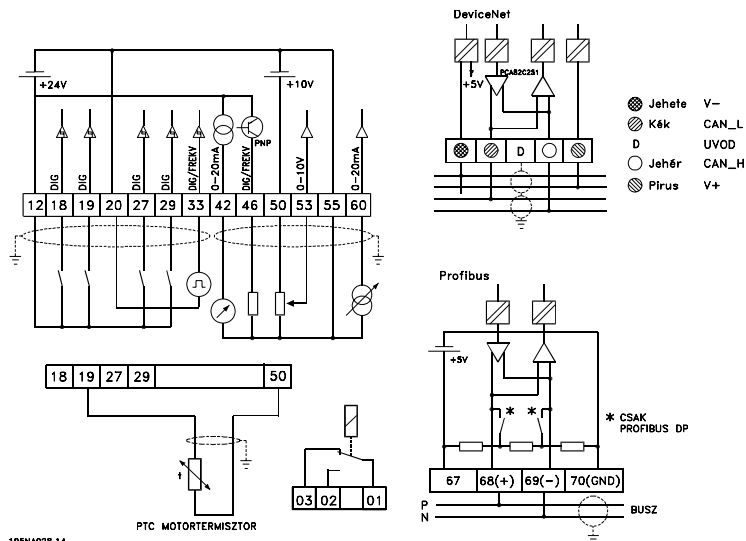 DeviceNet
PCA82C251
+5V
Jehete V−
Kék CAN_L
D UVOD
Jehér CAN_H
Pirus V+
D
+24V
+10V
PNP
DIG
DIG
DIG
DIG
DIG/FREKV
0−20mA
DIG/FREKV
0−10V
0−20mA
12 18 19 20 27 29 33 42 46 50 53 55 60
Profibus
+5V
* *
* CSAK
PROFIBUS DP
67 68(+) 69(−) 70(GND)
P
N
BUSZ
18 19 27 29 50
t
PTC MOTORTERMISZTOR
03 02 01
195NA028.14